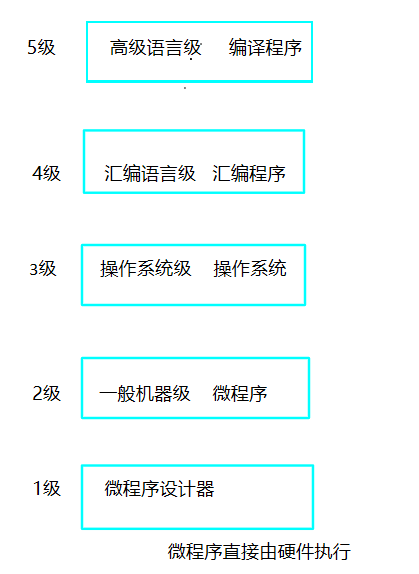 5级 高级语言级 编译程序
4级 汇编语言级 汇编程序
3级 操作系统级 操作系统
2级 一般机器级 微程序
1级 微程序设计器
微程序直接由硬件执行